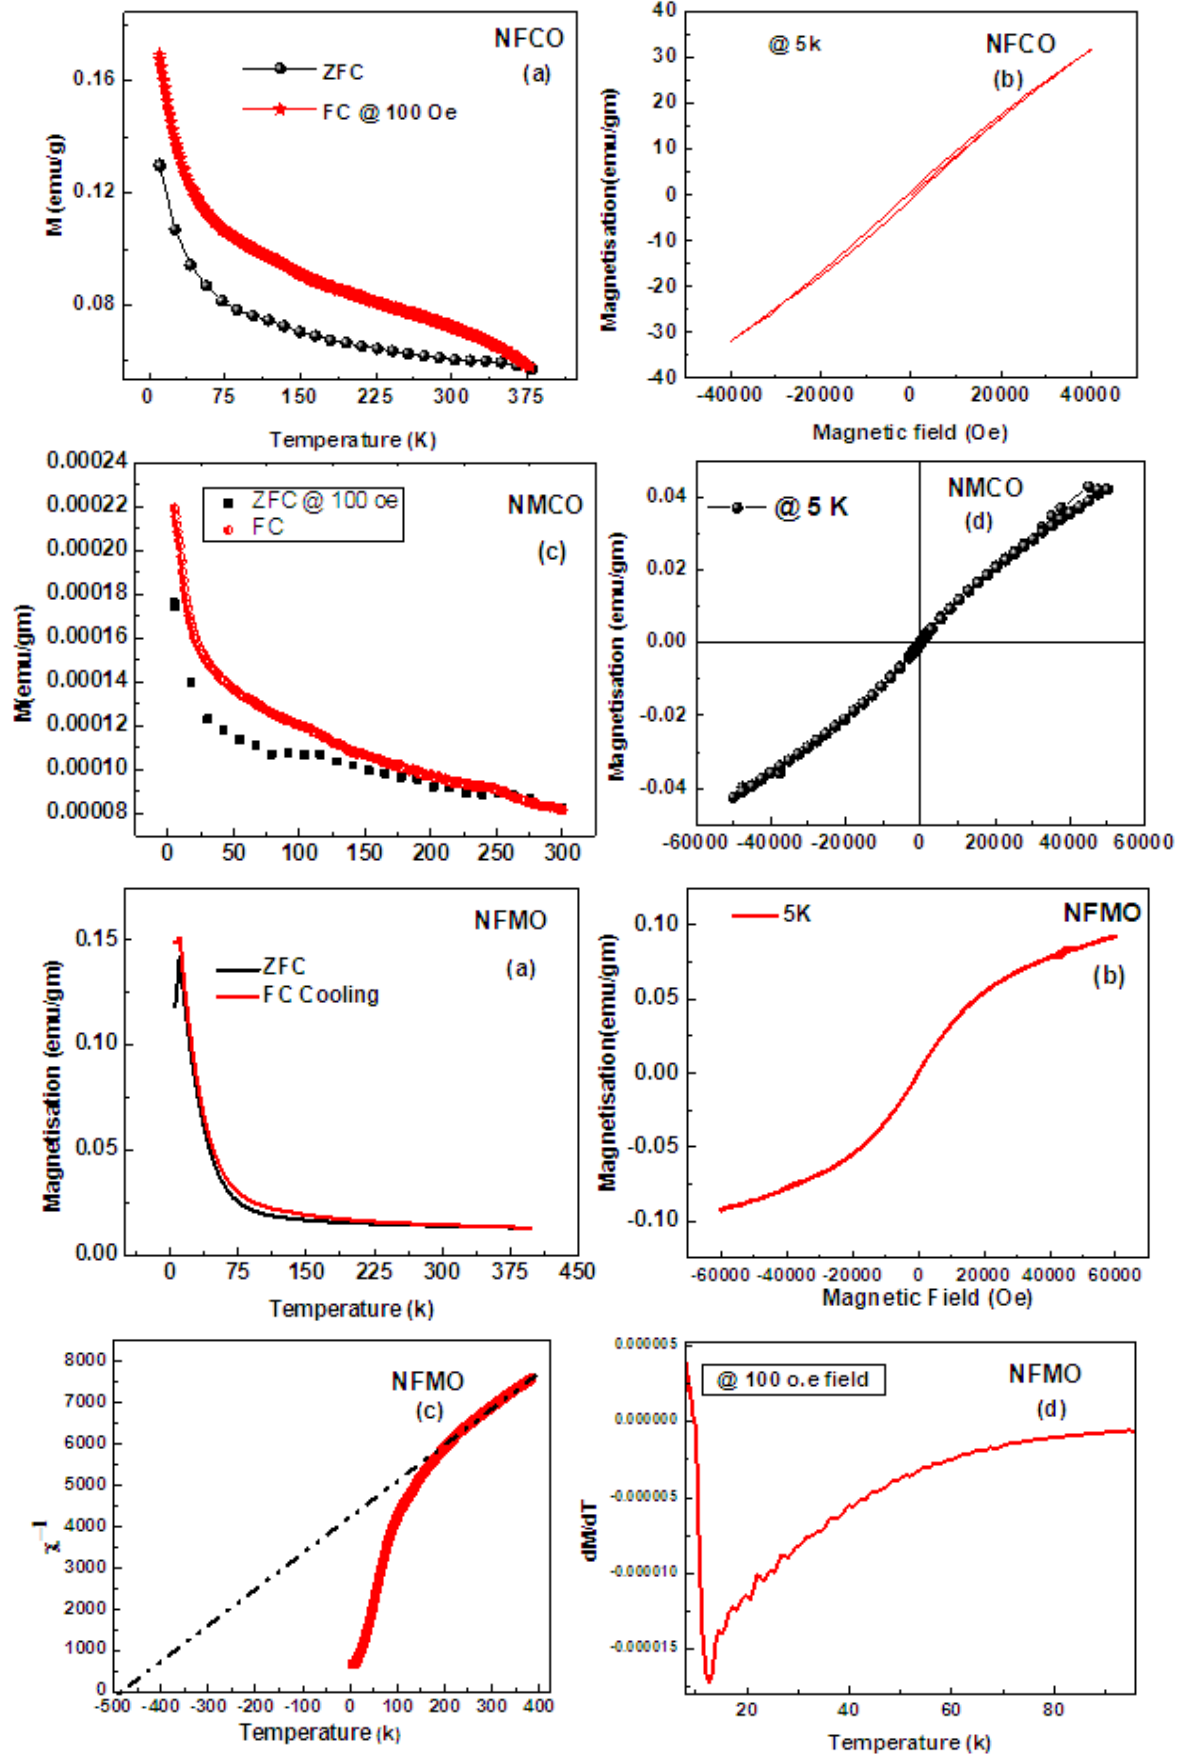 NFCO
(a)
ZFC
FC @ 100 Oe
M (emu/g)
0.16
0.12
0.08
0 75 150 225 300 375
Temperature (K)
@ 5k
NFCO
(b)
Magnetisation(emu/gm)
40
30
20
10
0
-10
-20
-30
-40
-40000 -20000 0 20000 40000
Magnetic field (Oe)
NMCO
(c)
ZFC @ 100 oe
FC
M(emu/gm)
0.00024
0.00022
0.00020
0.00018
0.00016
0.00014
0.00012
0.00010
0.00008
0 50 100 150 200 250 300
@ 5 K
NMCO
(d)
Magnetisation (emu/gm)
0.04
0.02
0.00
-0.02
-0.04
-60000 -40000 -20000 0 20000 40000 60000
NFMO
(a)
ZFC
FC Cooling
Magnetisation (emu/gm)
0.15
0.10
0.05
0.00
0 75 150 225 300 375 450
Temperature (k)
5K
NFMO
(b)
Magnetisation(emu/gm)
0.10
0.05
0.00
-0.05
-0.10
-60000 -40000 -20000 0 20000 40000 60000
Magnetic Field (Oe)
NFMO
(c)
χ⁻¹
8000
7000
6000
5000
4000
3000
2000
1000
0
-500 -400 -300 -200 -100 0 100 200 300 400
Temperature (k)
@ 100 o.e field
NFMO
(d)
dM/dT
0.000005
0.000000
-0.000005
-0.000010
-0.000015
20 40 60 80
Temperature (k)